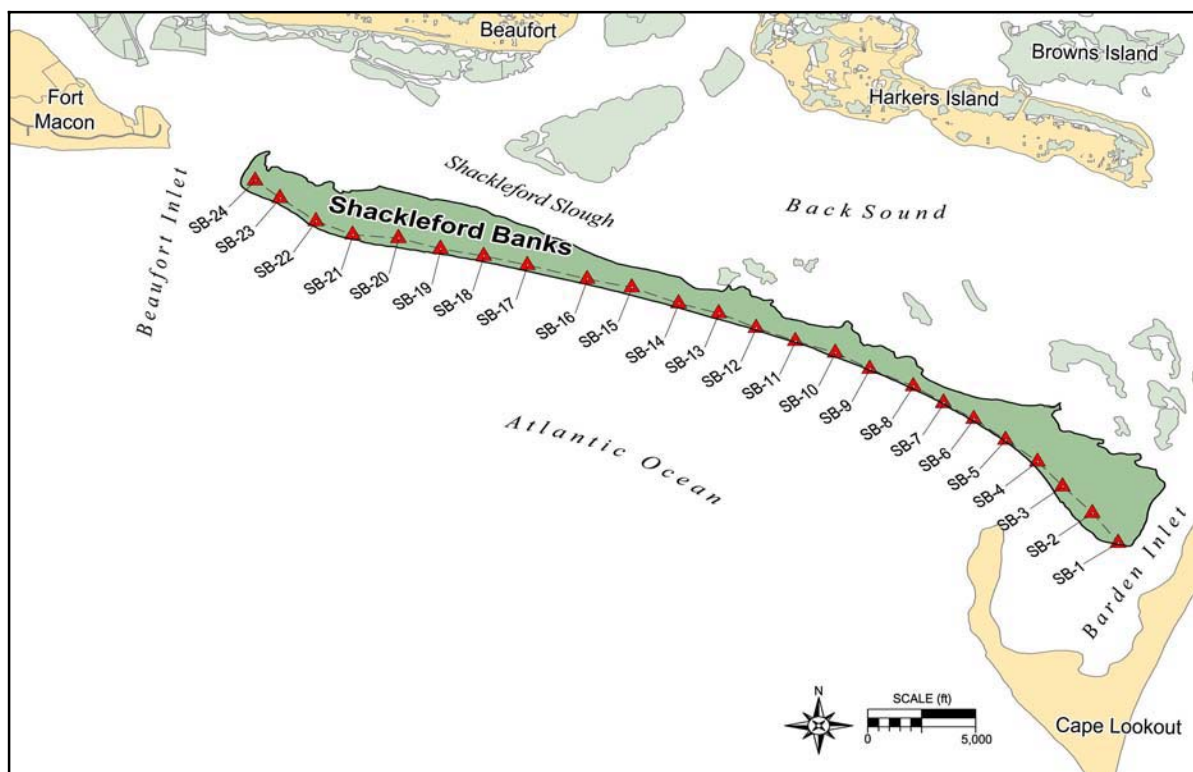 Beaufort
Browns Island
Harkers Island
Fort
Macon
Shackleford Slough
Back Sound
Beaufort Inlet
Shackleford Banks
SB-24
SB-23
SB-22
SB-21
SB-20
SB-19
SB-18
SB-17
SB-16
SB-15
SB-14
SB-13
SB-12
SB-11
SB-10
SB-9
SB-8
SB-7
SB-6
SB-5
SB-4
SB-3
SB-2
SB-1
Atlantic Ocean
Barden Inlet
Cape Lookout
N
SCALE (ft)
0 5,000